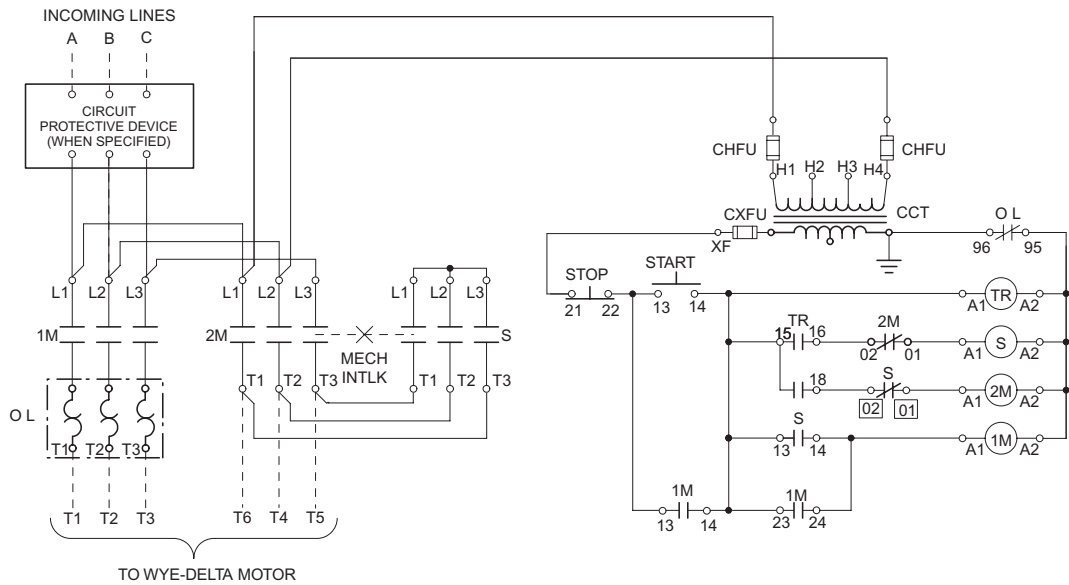 INCOMING LINES
A B C
CIRCUIT
PROTECTIVE DEVICE
(WHEN SPECIFIED)
CHFU CHFU
H1 H2 H3 H4
CXFU CCT O L
XF 96 95
L1 L2 L3 L1 L2 L3 L1 L2 L3
STOP START
21 22 13 14 A1 TR A2
1M 2M S
MECH
INTLK
TR 2M
15 16 02 01 A1 S A2
T1 T2 T3 T1 T2 T3
18 S A1 2M A2
02 01
O L
T1 T2 T3
S
13 14 A1 1M A2
1M 1M
13 14 23 24
T1 T2 T3 T6 T4 T5
TO WYE-DELTA MOTOR